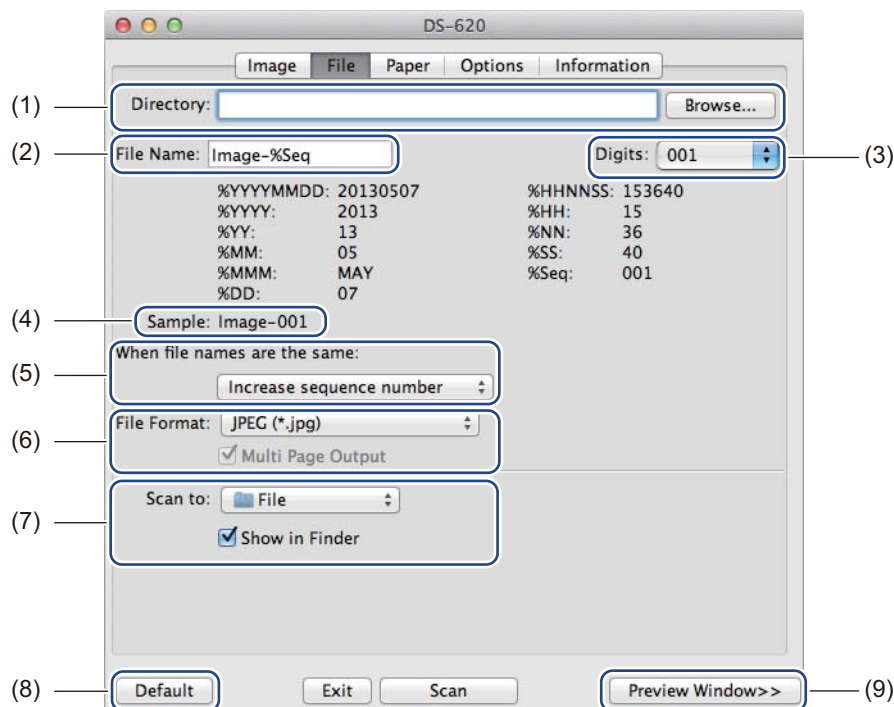 DS-620
Image File Paper Options Information
(1) Directory: Browse...
(2) File Name: Image-%Seq Digits: 001 (3)
%YYYYMMDD: 20130507 %HHNNSS: 153640
%YYYY: 2013 %HH: 15
%YY: 13 %NN: 36
%MM: 05 %SS: 40
%MMM: MAY %Seq: 001
%DD: 07
(4) Sample: Image-001
When file names are the same:
(5) Increase sequence number
(6) File Format: JPEG (*.jpg)
Multi Page Output
(7) Scan to: File
Show in Finder
(8) Default Exit Scan Preview Window>> (9)